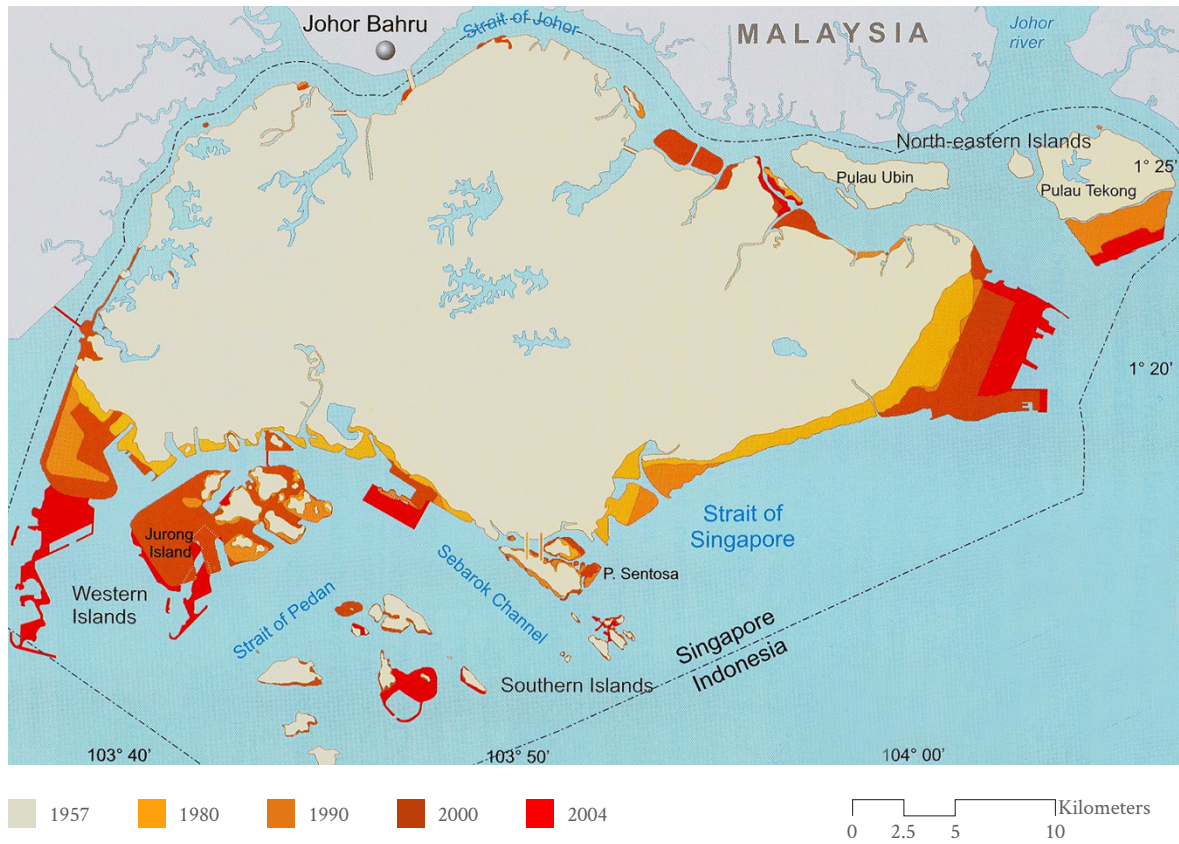 Johor Bahru
Strait of Joher
MALAYSIA
Johor
river
North-eastern Islands
1° 25'
Pulau Ubin
Pulau Tekong
1° 20'
Strait of
Singapore
Jurong
Island
Western
Islands
Strait of Pedan
Sebarok Channel
P. Sentosa
Singapore
Indonesia
Southern Islands
103° 40'
103° 50'
104° 00'
1957
1980
1990
2000
2004
Kilometers
0 2.5 5 10